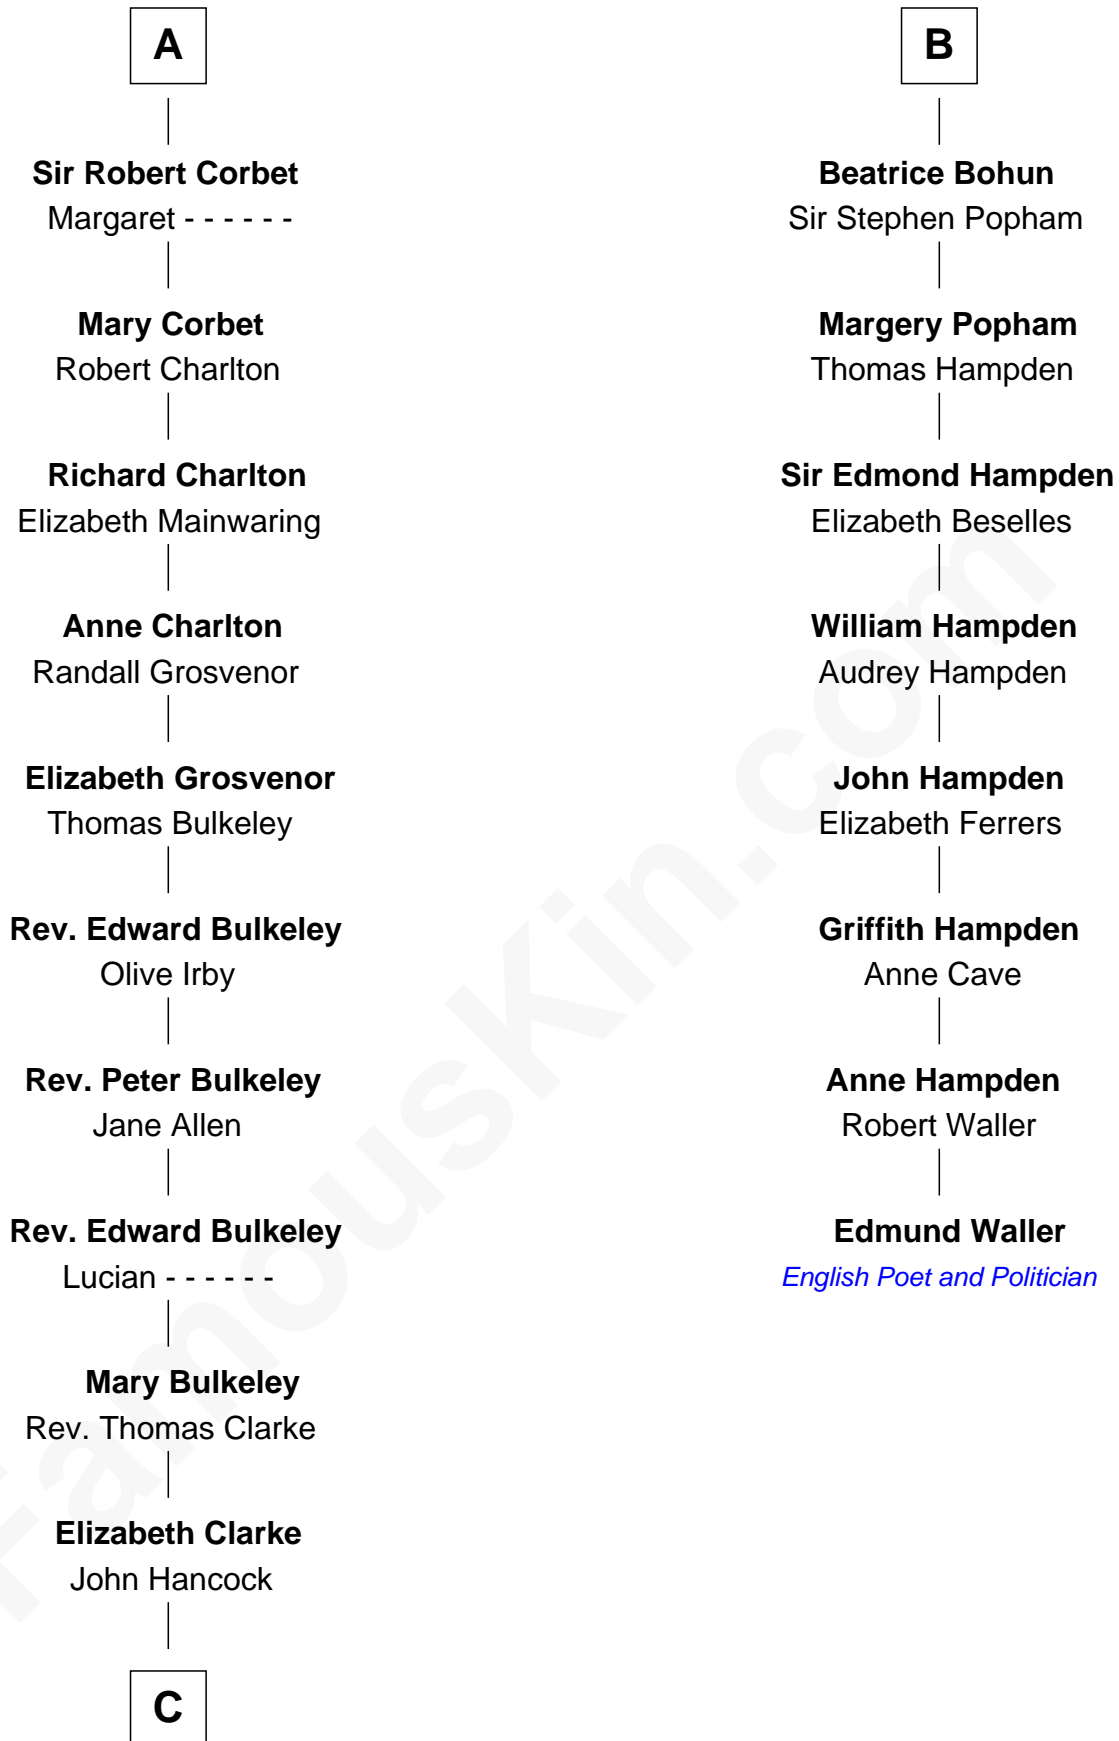 A
Sir Robert Corbet
Margaret - - - - - -
Mary Corbet
Robert Charlton
Richard Charlton
Elizabeth Mainwaring
Anne Charlton
Randall Grosvenor
Elizabeth Grosvenor
Thomas Bulkeley
Rev. Edward Bulkeley
Olive Irby
Rev. Peter Bulkeley
Jane Allen
Rev. Edward Bulkeley
Lucian - - - - - -
Mary Bulkeley
Rev. Thomas Clarke
Elizabeth Clarke
John Hancock
C
B
Beatrice Bohun
Sir Stephen Popham
Margery Popham
Thomas Hampden
Sir Edmond Hampden
Elizabeth Beselles
William Hampden
Audrey Hampden
John Hampden
Elizabeth Ferrers
Griffith Hampden
Anne Cave
Anne Hampden
Robert Waller
Edmund Waller
English Poet and Politician
FamousKin.com